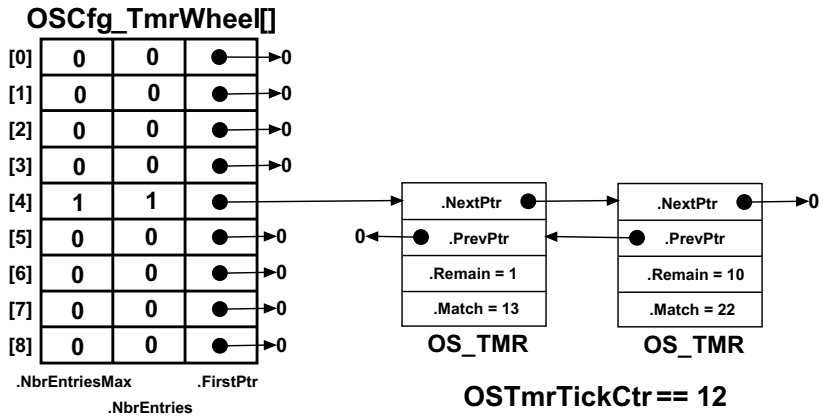 OSCfg_TmrWheel[]
[0] 0 0 0
[1] 0 0 0
[2] 0 0 0
[3] 0 0 0
[4] 1 1
[5] 0 0 0
[6] 0 0 0
[7] 0 0 0
[8] 0 0 0
.NbrEntriesMax
.NbrEntries
.FirstPtr
.NextPtr
0 .PrevPtr
.Remain = 1
.Match = 13
OS_TMR
.NextPtr 0
.PrevPtr
.Remain = 10
.Match = 22
OS_TMR
OSTmrTickCtr == 12